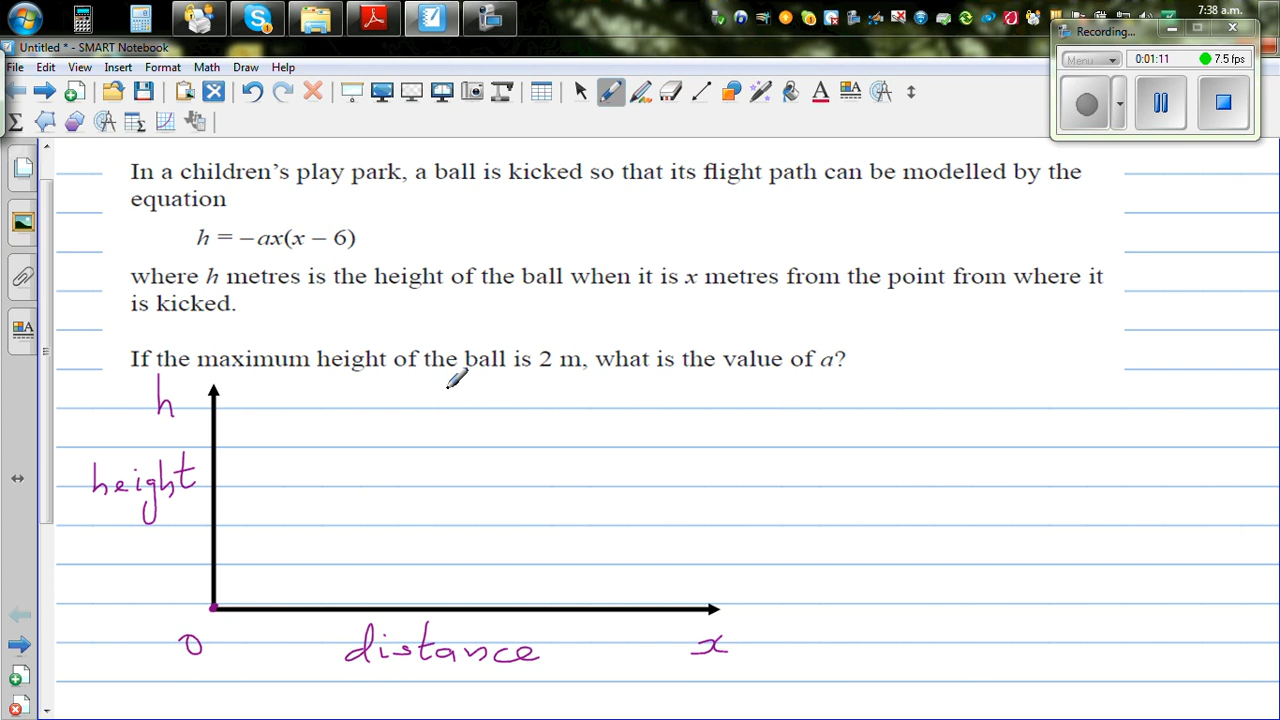 7:38 a.m.
Untitled * - SMART Notebook
Recording...
File Edit View Insert Format Math Draw Help
Menu
0:01:11
7.5 fps
In a children's play park, a ball is kicked so that its flight path can be modelled by the
equation
h = −ax(x − 6)
where h metres is the height of the ball when it is x metres from the point from where it
is kicked.
If the maximum height of the ball is 2 m, what is the value of a?
h
height
0 distance x